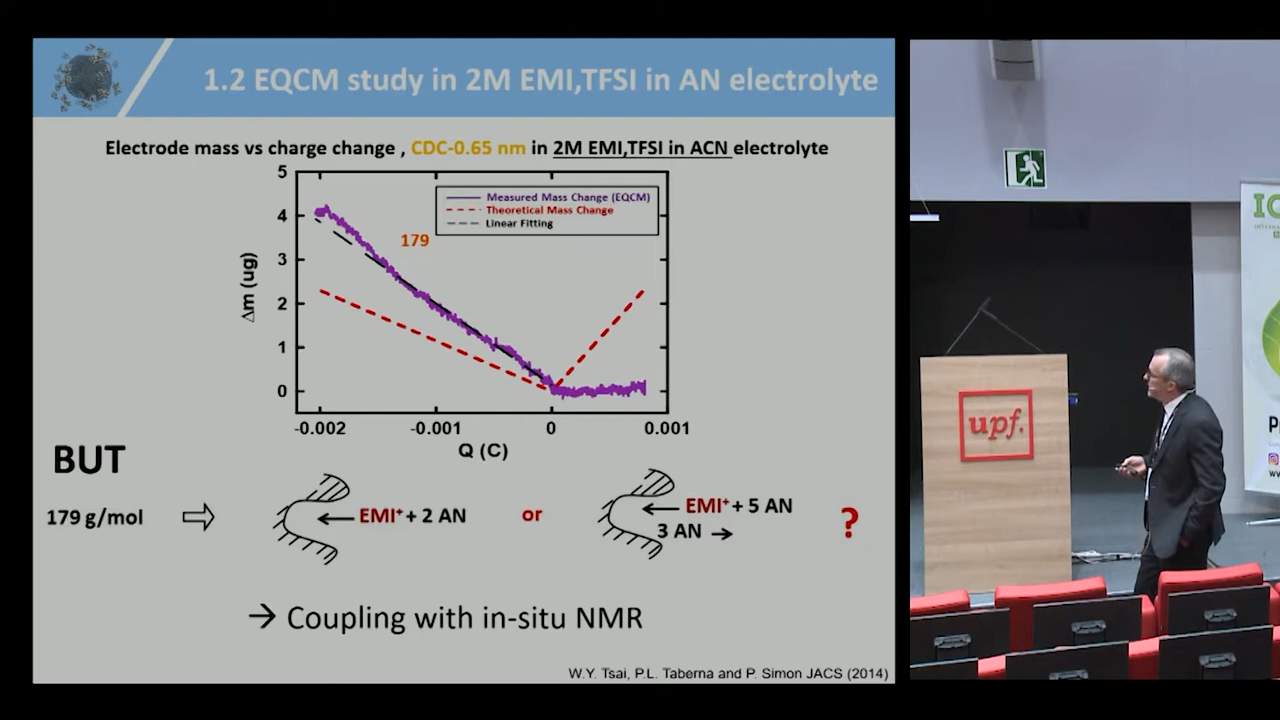 1.2 EQCM study in 2M EMI,TFSI in AN electrolyte
Electrode mass vs charge change , CDC-0.65 nm in 2M EMI,TFSI in ACN electrolyte
5
4
3
2
1
0
Δm (ug)
Measured Mass Change (EQCM)
Theoretical Mass Change
Linear Fitting
179
-0.002 -0.001 0 0.001
Q (C)
BUT
179 g/mol ⇨ EMI⁺ + 2 AN or EMI⁺ + 5 AN
3 AN → ?
→ Coupling with in-situ NMR
W.Y. Tsai, P.L. Taberna and P. Simon JACS (2014)
upf.